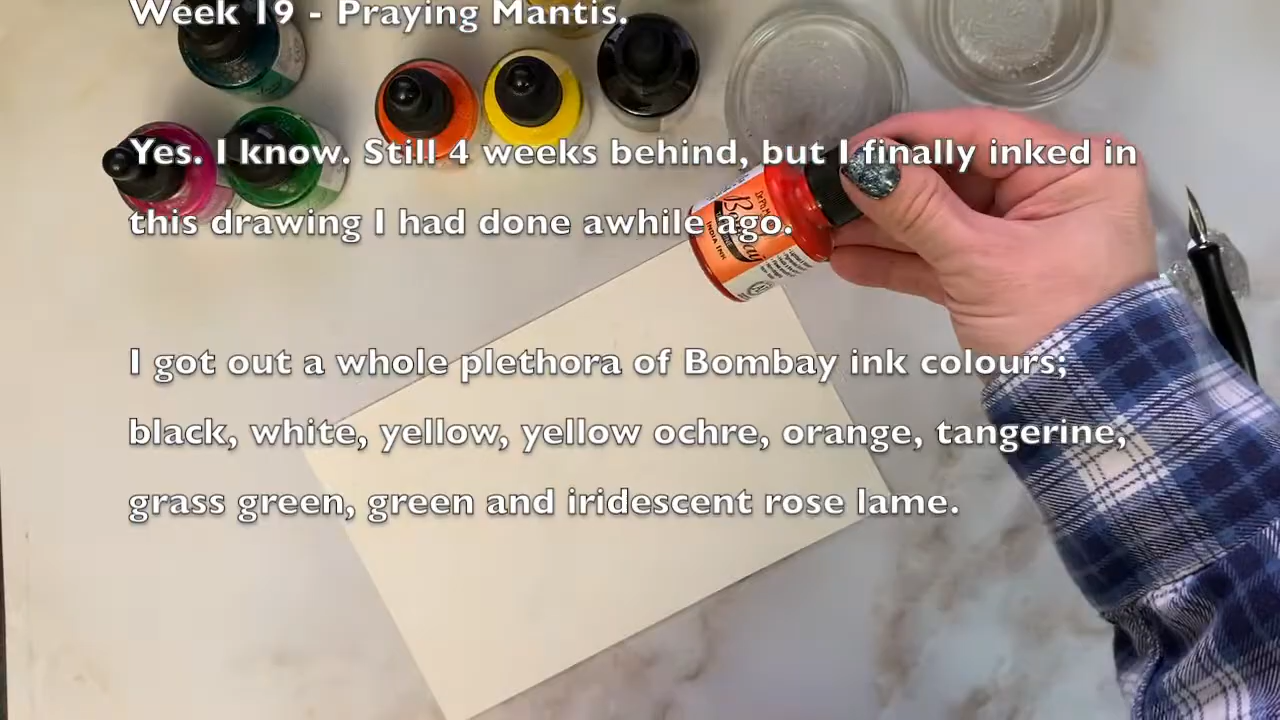 Week 19 - Praying Mantis.
Yes. I know. Still 4 weeks behind, but I finally inked in
this drawing I had done awhile ago.
I got out a whole plethora of Bombay ink colours;
black, white, yellow, yellow ochre, orange, tangerine,
grass green, green and iridescent rose lame.
INDIA INK